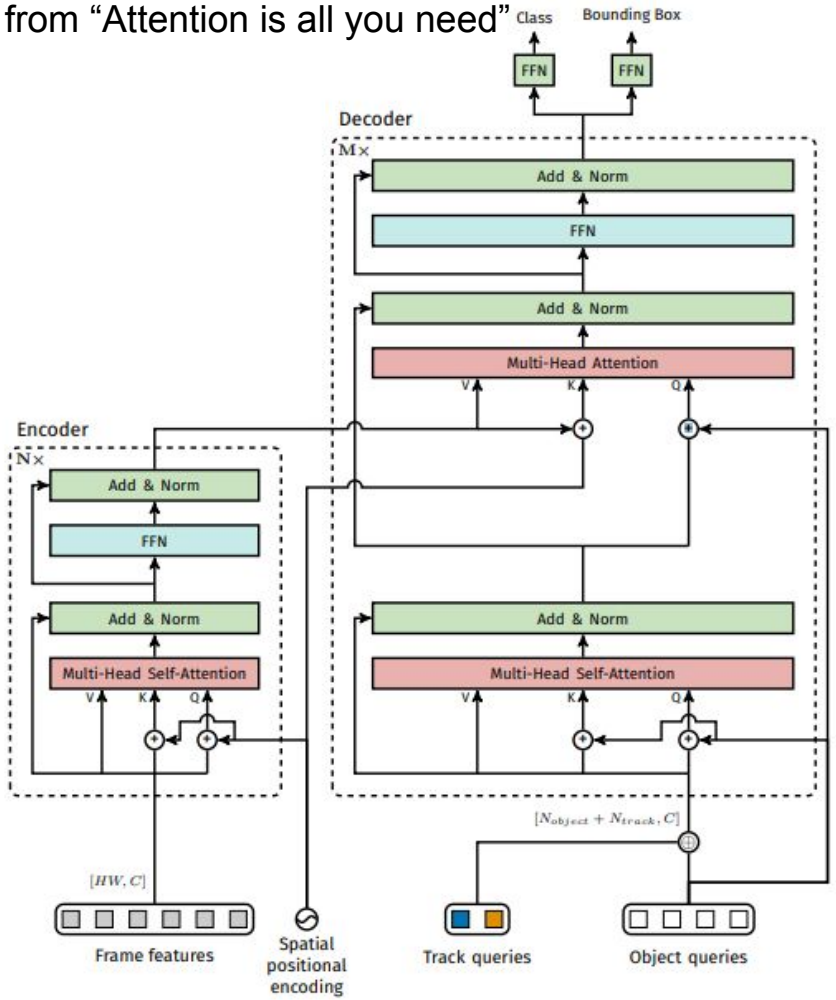 from “Attention is all you need”
Class
Bounding Box
FFN
FFN
Decoder
M×
Add & Norm
FFN
Add & Norm
Multi-Head Attention
V
K
Q
+
Encoder
N×
Add & Norm
FFN
Add & Norm
Multi-Head Self-Attention
V
K
Q
+
+
Add & Norm
Multi-Head Self-Attention
V
K
Q
+
+
[N_object + N_track, C]
[HW, C]
Frame features
Spatial
positional
encoding
Track queries
Object queries